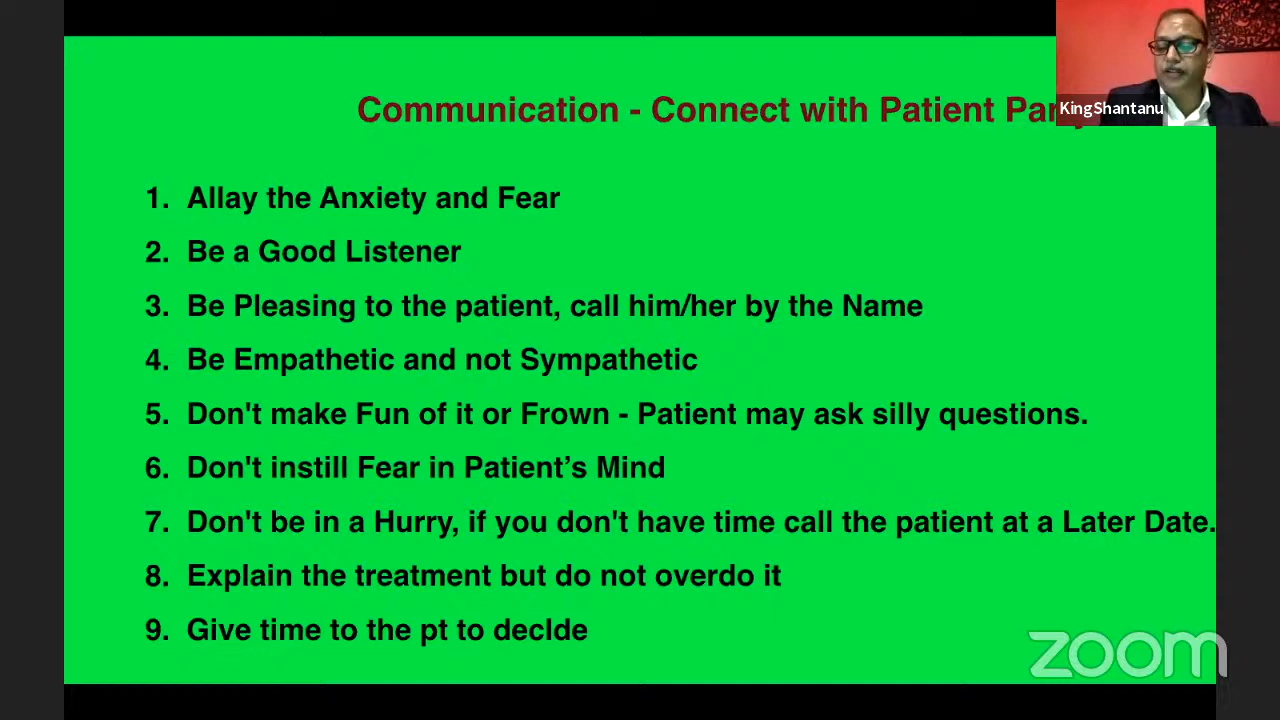 Communication - Connect with Patient
KingShantanu
1. Allay the Anxiety and Fear
2. Be a Good Listener
3. Be Pleasing to the patient, call him/her by the Name
4. Be Empathetic and not Sympathetic
5. Don't make Fun of it or Frown - Patient may ask silly questions.
6. Don't instill Fear in Patient’s Mind
7. Don't be in a Hurry, if you don't have time call the patient at a Later Date.
8. Explain the treatment but do not overdo it
9. Give time to the pt to decIde
zoom